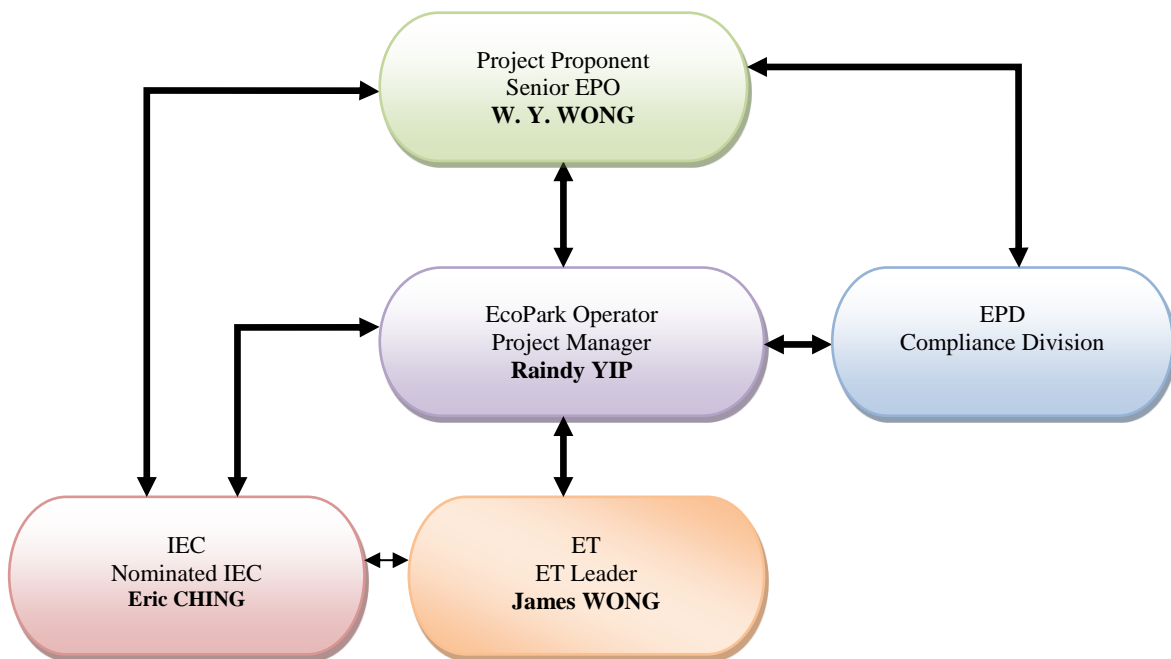 Project Proponent
Senior EPO
W. Y. WONG
EcoPark Operator
Project Manager
Raindy YIP
EPD
Compliance Division
IEC
Nominated IEC
Eric CHING
ET
ET Leader
James WONG